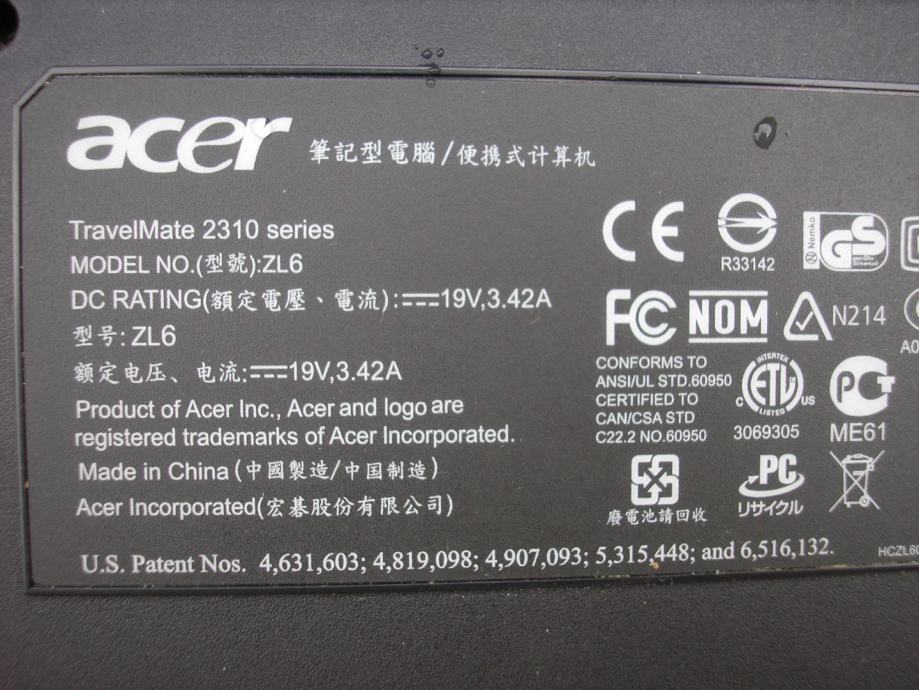 acer 筆記型電腦/便携式计算机
TravelMate 2310 series
MODEL NO.(型號):ZL6
DC RATING(額定電壓、電流):⎓19V,3.42A
型号: ZL6
额定电压、电流:⎓19V,3.42A
Product of Acer Inc., Acer and logo are
registered trademarks of Acer Incorporated.
Made in China (中國製造/中国制造)
Acer Incorporated(宏碁股份有限公司)
U.S. Patent Nos. 4,631,603; 4,819,098; 4,907,093; 5,315,448; and 6,516,132.
CE
R33142
Nemko GS
FC NOM N214
CONFORMS TO
ANSI/UL STD.60950
CERTIFIED TO
CAN/CSA STD
C22.2 NO.60950
INTERTEK
C ETL US
LISTED
3069305
PCT
ME61
廢電池請回收
PC
リサイクル